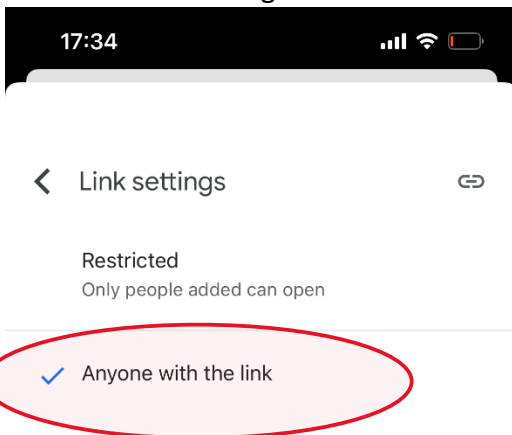 17:34
Link settings
Restricted
Only people added can open
Anyone with the link